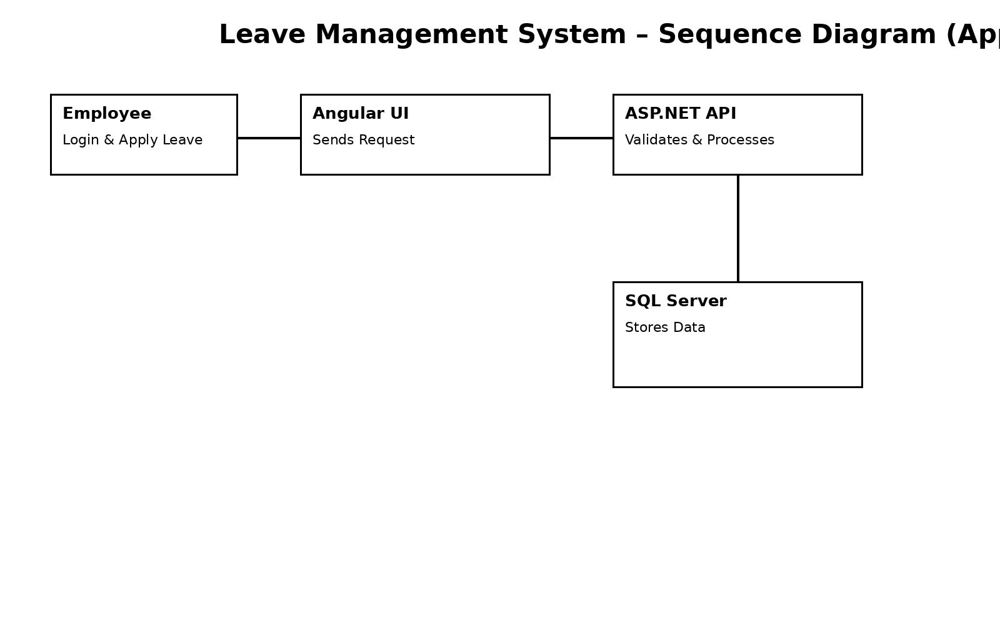 Leave Management System – Sequence Diagram (App
Employee
Login & Apply Leave
Angular UI
Sends Request
ASP.NET API
Validates & Processes
SQL Server
Stores Data